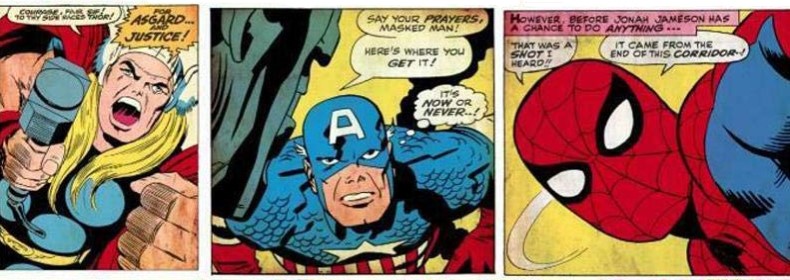 COURAGE, FAIR SIF!
TO THY SIDE RACES THOR!
FOR
ASGARD...
AND
JUSTICE!
SAY YOUR PRAYERS,
MASKED MAN!
HERE'S WHERE YOU
GET IT!
IT'S
NOW OR
NEVER..!
A
HOWEVER, BEFORE JONAH JAMESON HAS
A CHANCE TO DO ANYTHING...
THAT WAS A
SHOT I
HEARD!!
IT CAME FROM THE
END OF THIS CORRIDOR--!